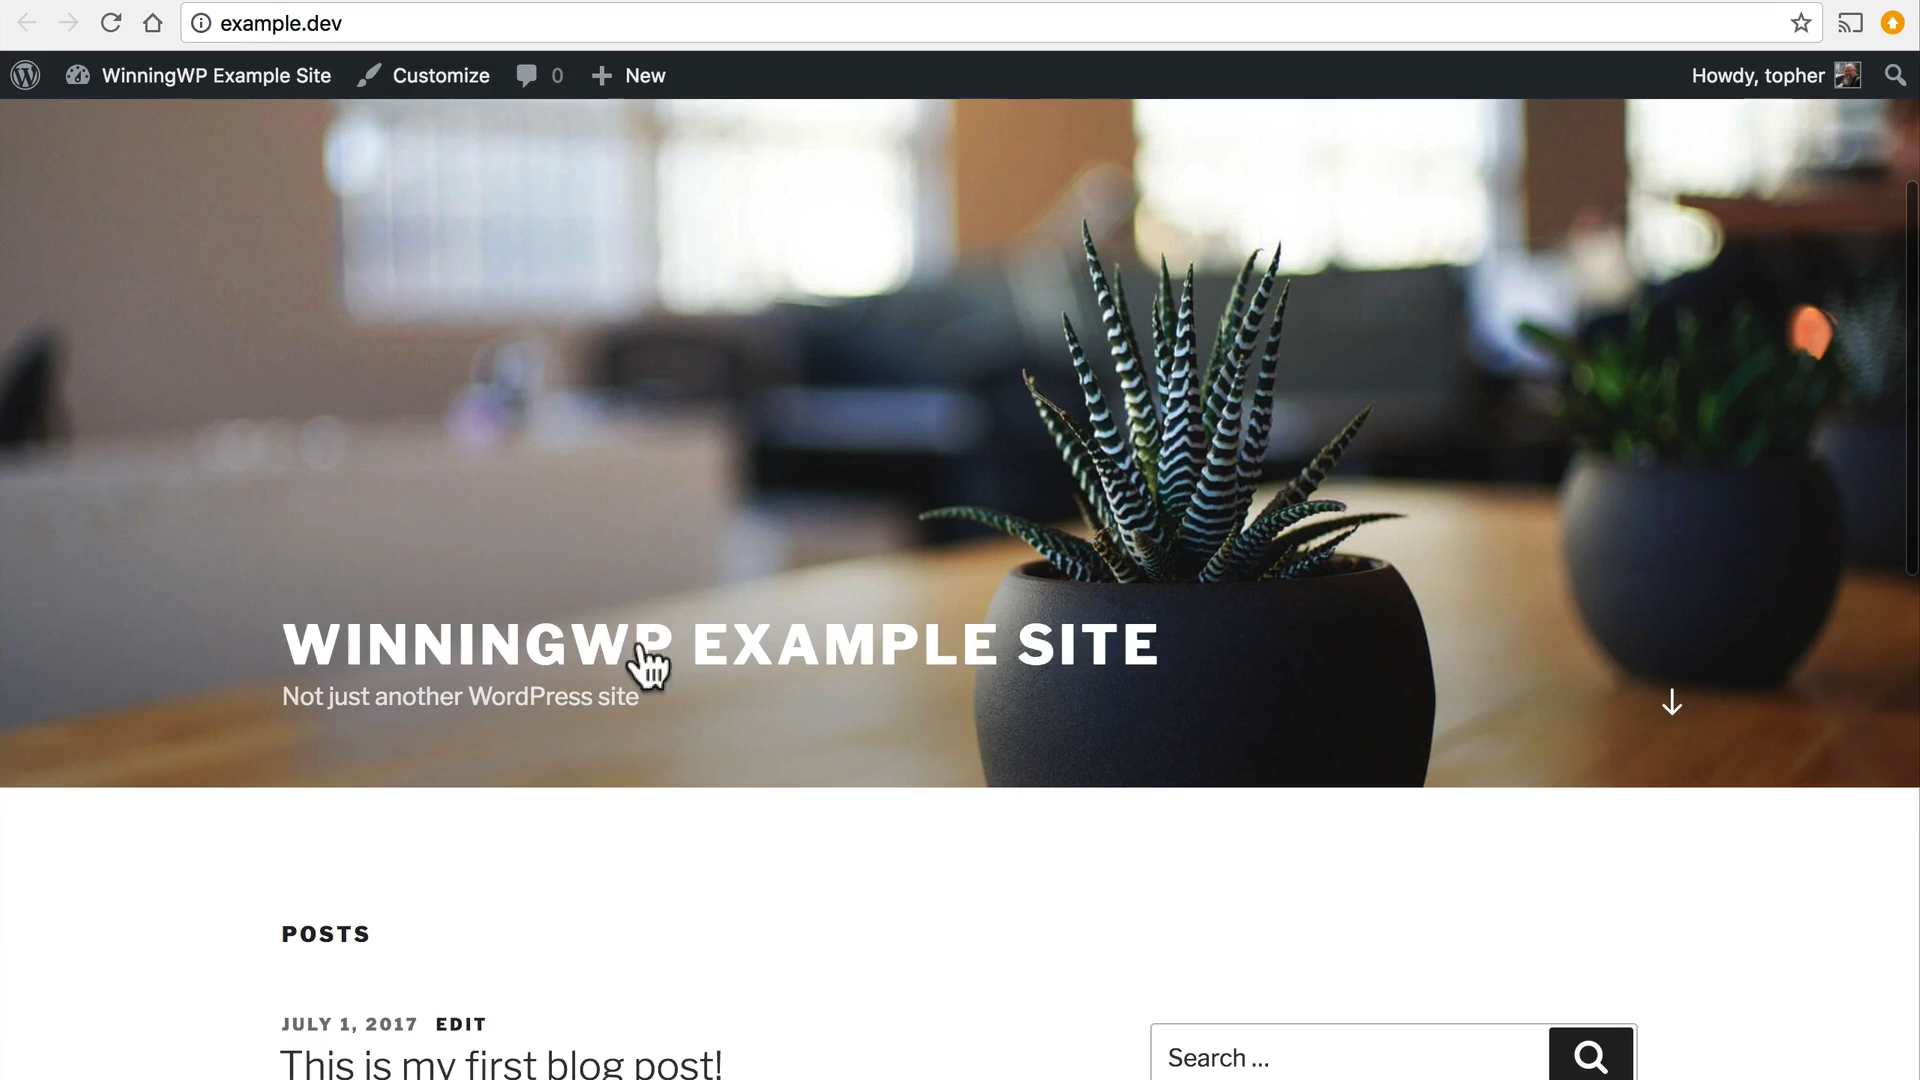 example.dev
WinningWP Example Site Customize 0 New Howdy, topher
WINNINGWP EXAMPLE SITE
Not just another WordPress site
POSTS
JULY 1, 2017 EDIT
This is my first blog post!
Search ...